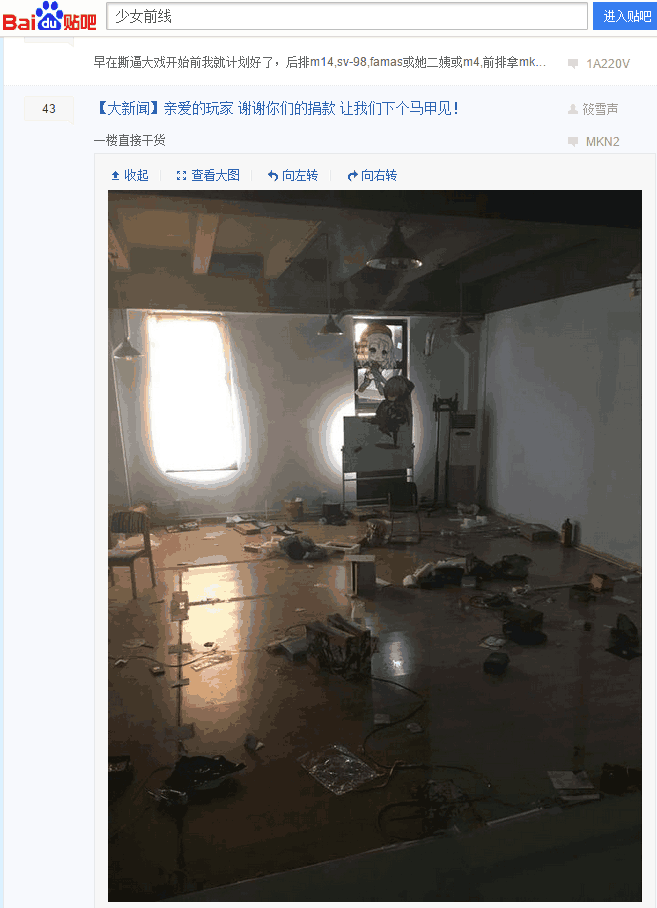 Bai du 贴吧
少女前线
进入贴吧
早在撕逼大戏开始前我就计划好了，后排m14,sv-98,famas或她二姨或m4,前排拿mk...
1A220V
43
【大新闻】亲爱的玩家 谢谢你们的捐款 让我们下个马甲见！
筱雪声
一楼直接干货
MKN2
收起
查看大图
向左转
向右转